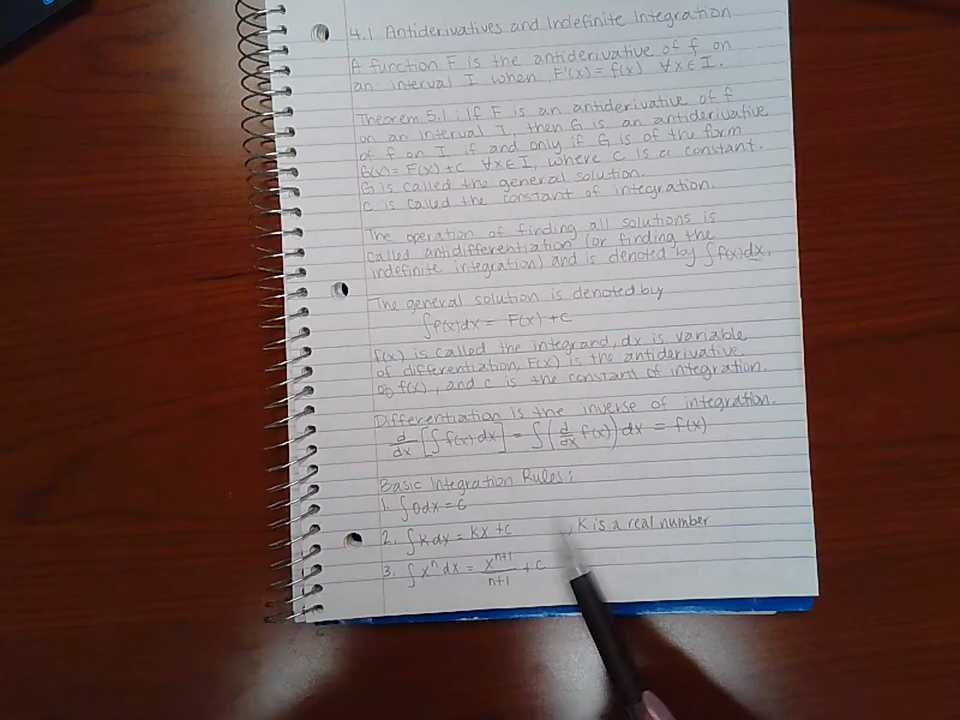 4.1 Antiderivatives and Indefinite Integration
A function F is the antiderivative of f on
an interval I when F'(x) = f(x) ∀x∈I.
Theorem 5.1: If F is an antiderivative of f
on an interval I, then G is an antiderivative
of f on I if and only if G is of the form
G(x) = F(x) + C ∀x∈I, where C is a constant.
G is called the general solution.
C is called the constant of integration.
The operation of finding all solutions is
called antidifferentiation (or finding the
indefinite integration) and is denoted by ∫f(x)dx.
The general solution is denoted by
∫f(x)dx = F(x) + C
f(x) is called the integrand, dx is variable
of differentiation, F(x) is the antiderivative
of f(x), and C is the constant of integration.
Differentiation is the inverse of integration.
d/dx [∫f(x)dx] = ∫(d/dx f(x)) dx = f(x)
Basic Integration Rules:
1. ∫0dx = C
2. ∫K dx = Kx + C , K is a real number
3. ∫x^n dx = x^(n+1)/(n+1) + C